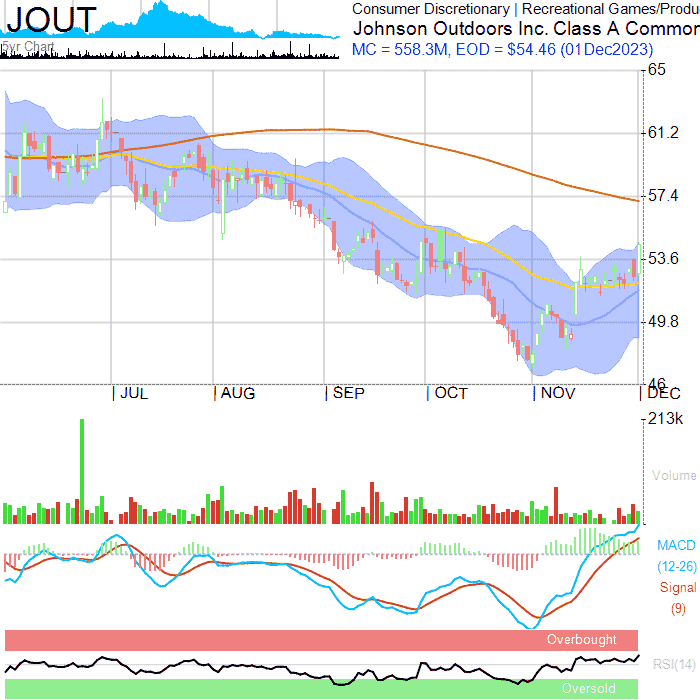 JOUT
5yr Chart
Consumer Discretionary | Recreational Games/Produ
Johnson Outdoors Inc. Class A Common
MC = 558.3M, EOD = $54.46 (01Dec2023)
65
61.2
57.4
53.6
49.8
46
JUL AUG SEP OCT NOV DEC
213k
Volume
MACD
(12-26)
Signal
(9)
Overbought
RSI(14)
Oversold